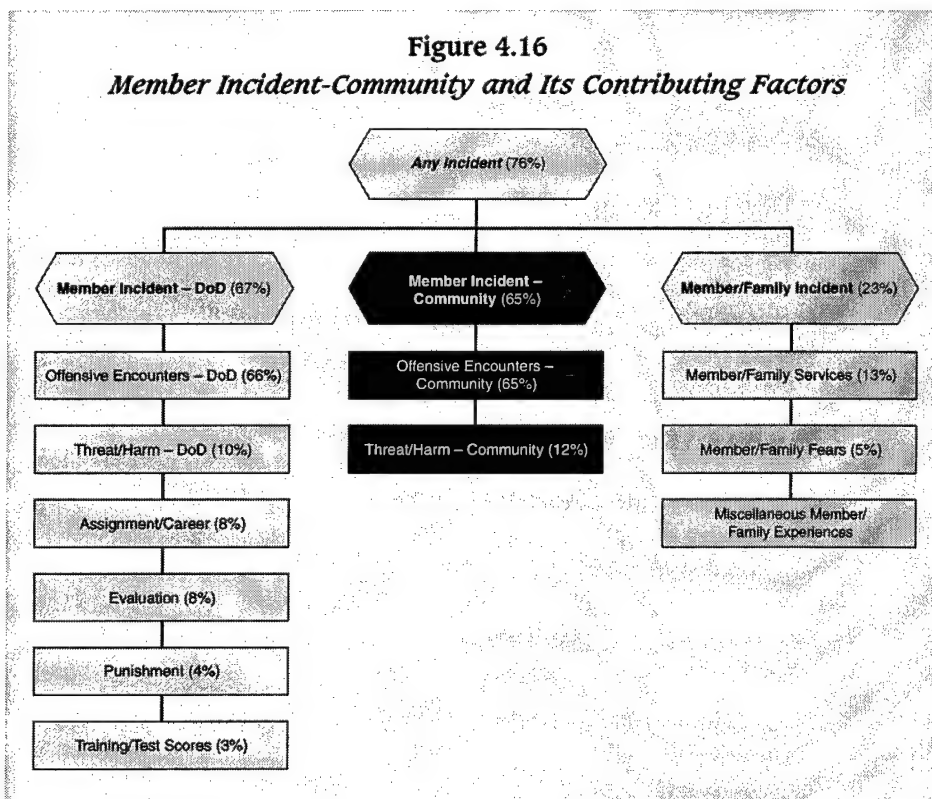 Figure 4.16
Member Incident-Community and Its Contributing Factors
Any Incident (76%)
Member Incident – DoD (67%)
Offensive Encounters – DoD (66%)
Threat/Harm – DoD (10%)
Assignment/Career (8%)
Evaluation (8%)
Punishment (4%)
Training/Test Scores (3%)
Member Incident –
Community (65%)
Offensive Encounters –
Community (65%)
Threat/Harm – Community (12%)
Member/Family Incident (23%)
Member/Family Services (13%)
Member/Family Fears (5%)
Miscellaneous Member/
Family Experiences